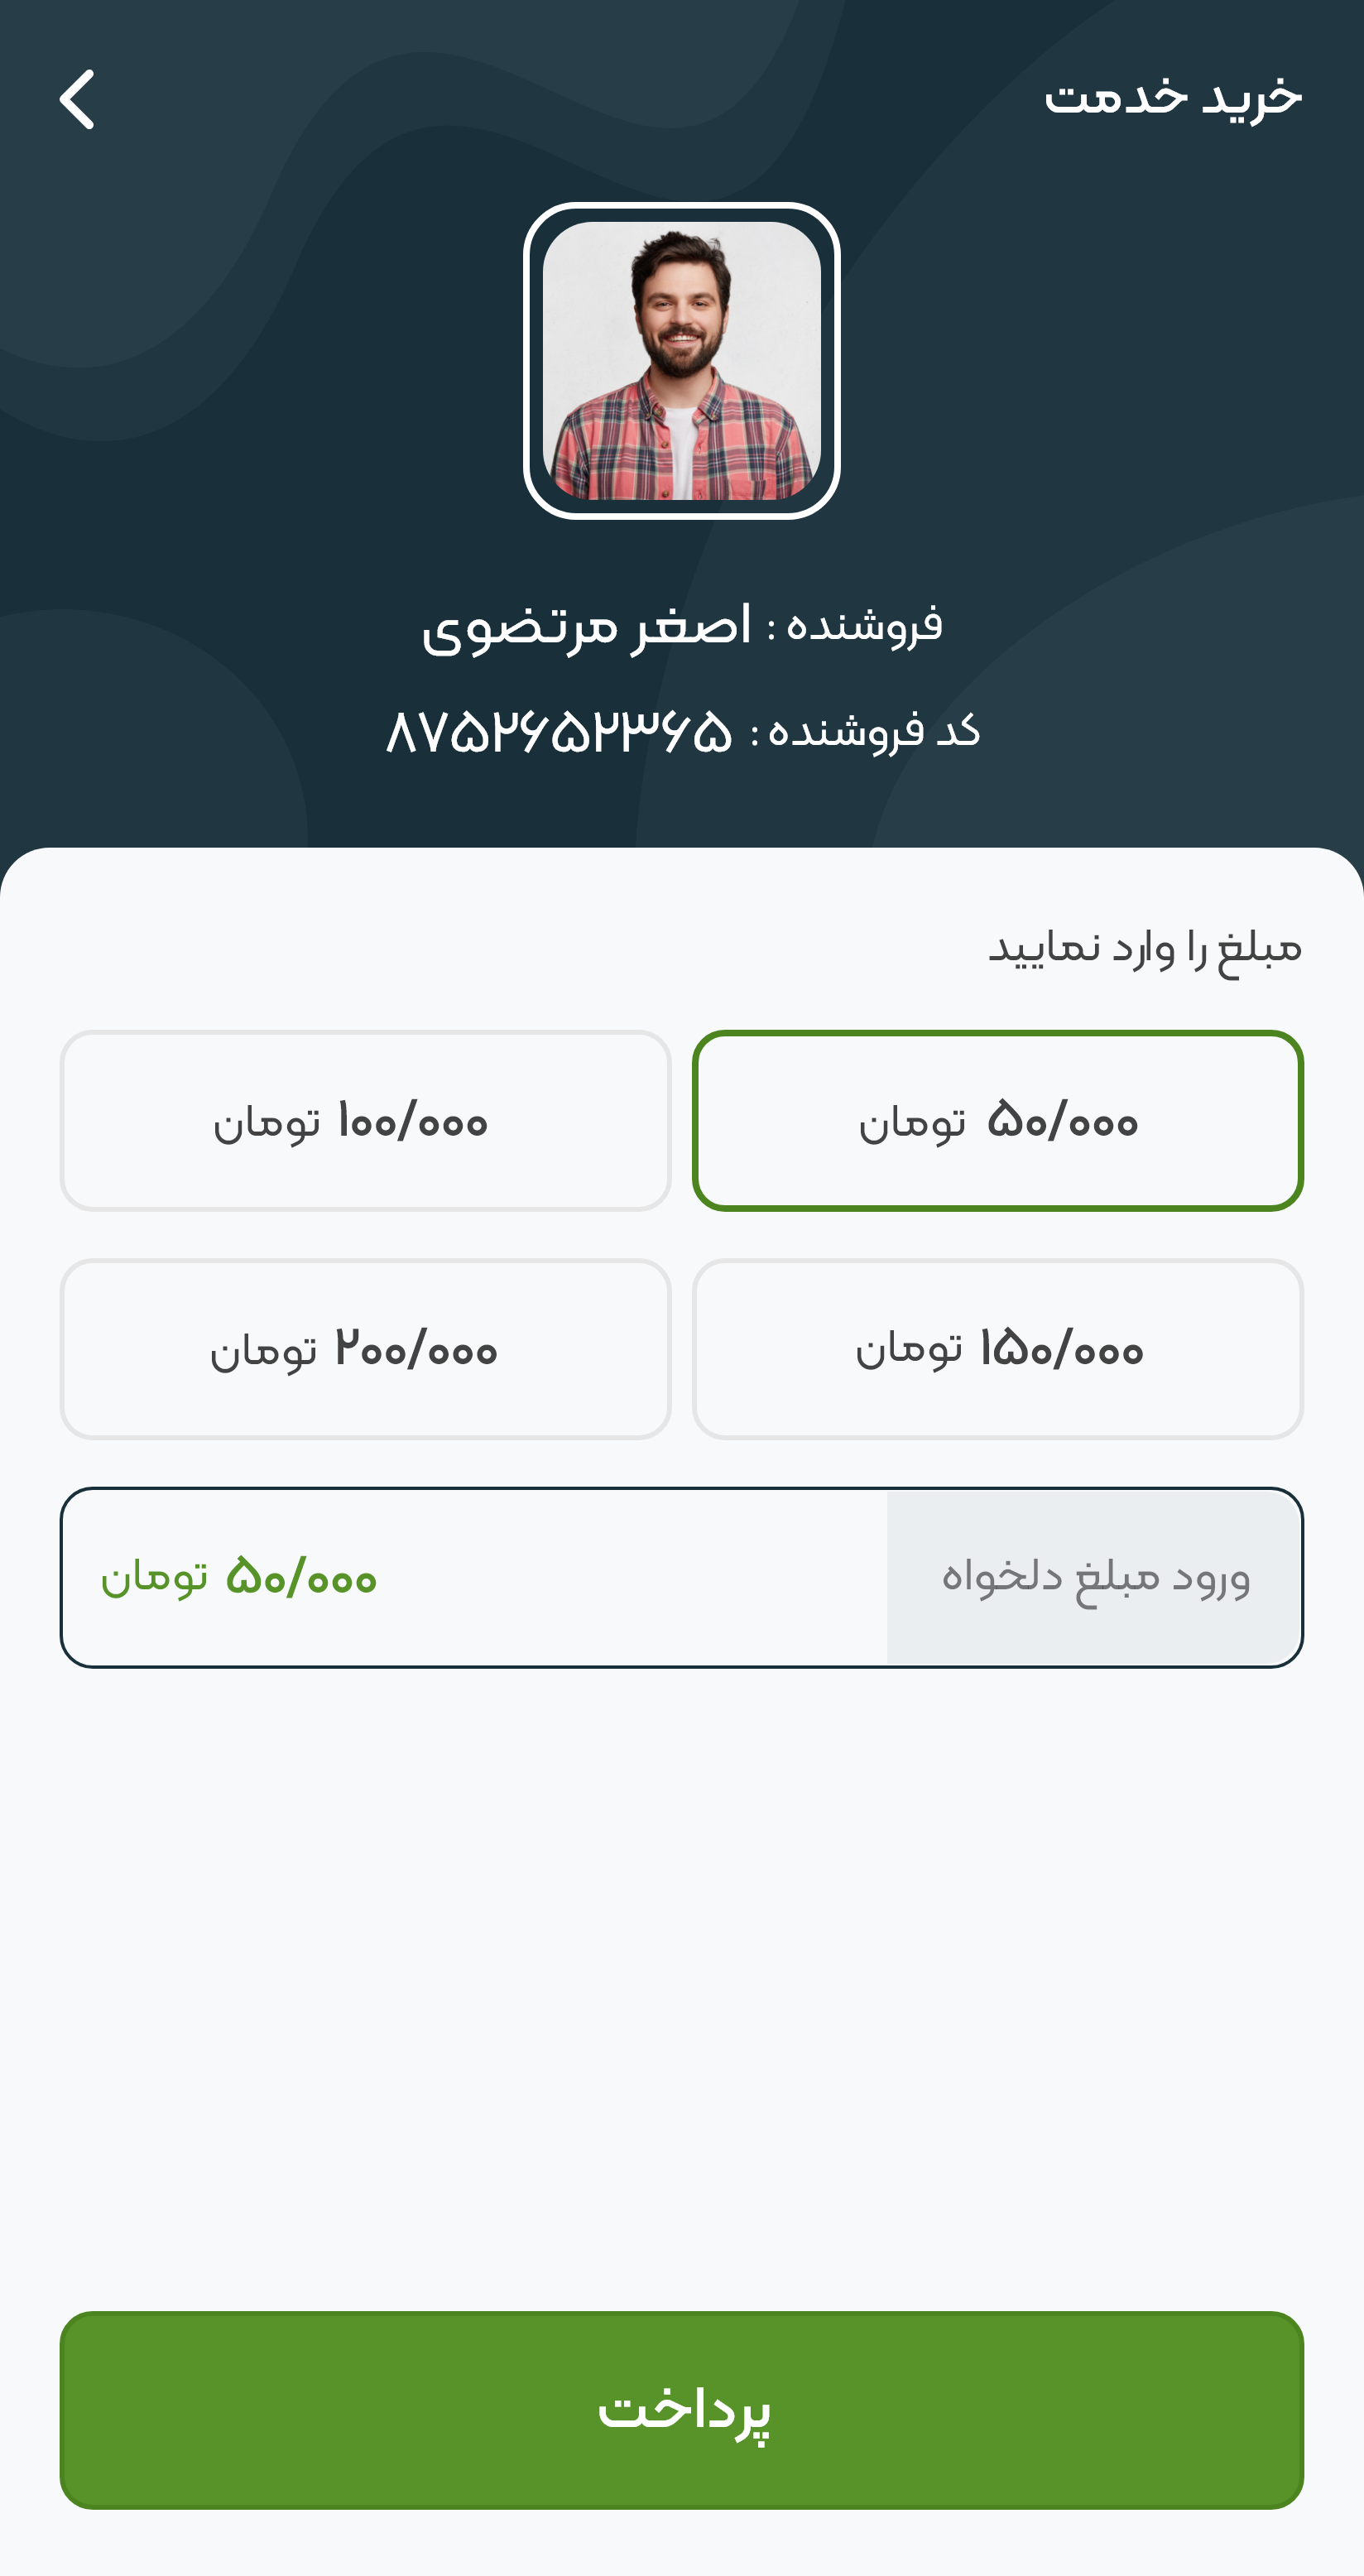 خرید خدمت
فروشنده : اصغر مرتضوی
کد فروشنده : ۸۷۵۲۶۵۲۳۶۵
مبلغ را وارد نمایید
۵۰/۰۰۰ تومان
۱۰۰/۰۰۰ تومان
۱۵۰/۰۰۰ تومان
۲۰۰/۰۰۰ تومان
ورود مبلغ دلخواه
۵۰/۰۰۰ تومان
پرداخت